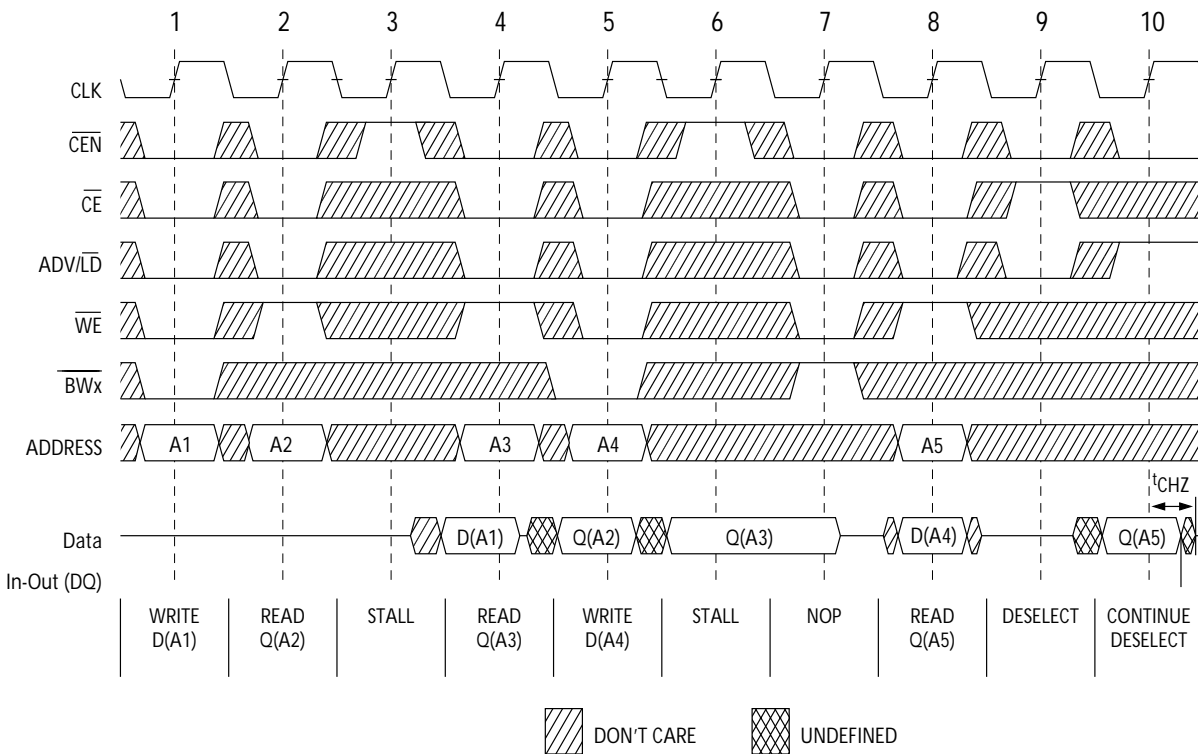 1 2 3 4 5 6 7 8 9 10
CLK
CEN
CE
ADV/LD
WE
BWx
ADDRESS A1 A2 A3 A4 A5
tCHZ
Data D(A1) Q(A2) Q(A3) D(A4) Q(A5)
In-Out (DQ)
WRITE READ STALL READ WRITE STALL NOP READ DESELECT CONTINUE
D(A1) Q(A2) Q(A3) D(A4) Q(A5) DESELECT
DON'T CARE UNDEFINED